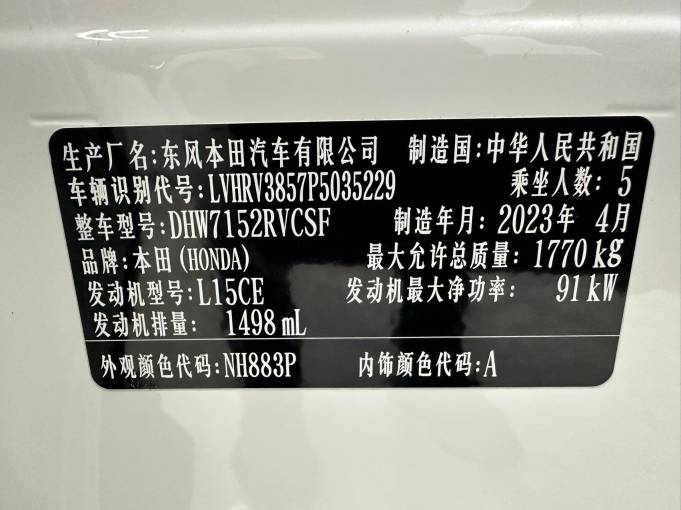 生产厂名:东风本田汽车有限公司 制造国:中华人民共和国
车辆识别代号:LVHRV3857P5035229 乘坐人数:5
整车型号:DHW7152RVCSF 制造年月:2023年 4月
品牌:本田(HONDA) 最大允许总质量:1770kg
发动机型号:L15CE 发动机最大净功率: 91kW
发动机排量: 1498mL
外观颜色代码:NH883P 内饰颜色代码:A